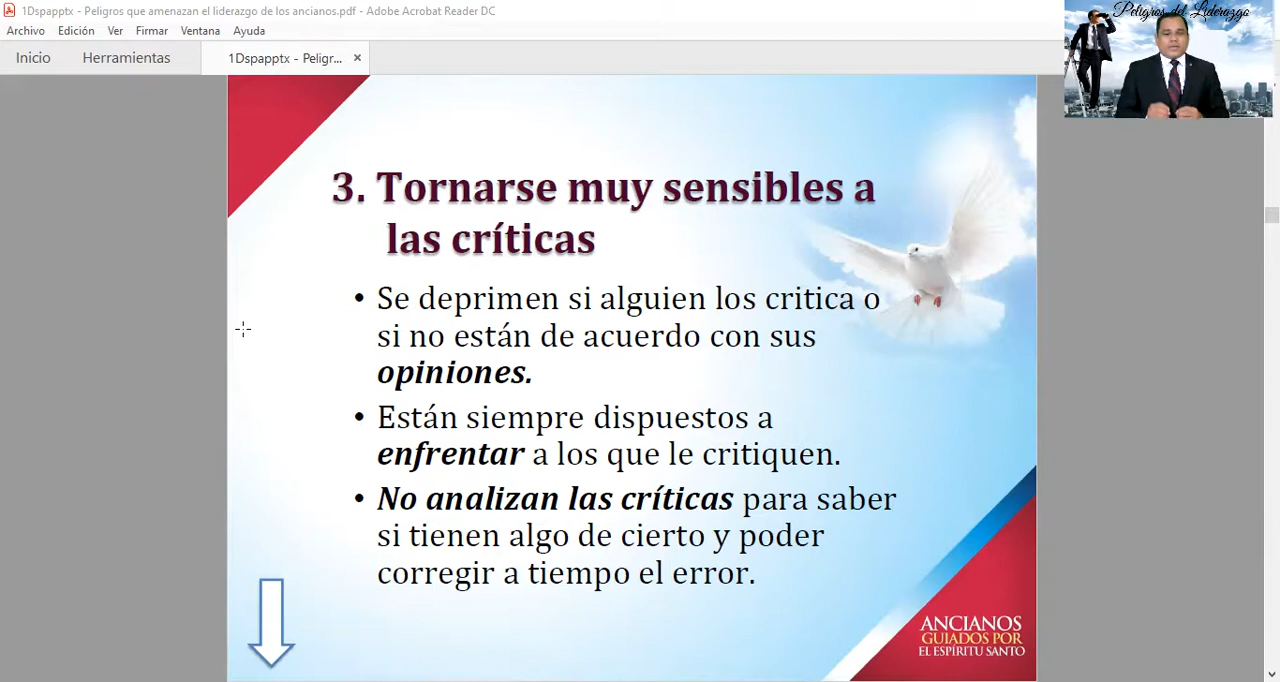 1Dspapptx - Peligros que amenazan el liderazgo de los ancianos.pdf - Adobe Acrobat Reader DC
Archivo Edición Ver Firmar Ventana Ayuda
Inicio Herramientas 1Dspapptx - Peligr... ×
Peligros del Liderazgo
3. Tornarse muy sensibles a
las críticas
• Se deprimen si alguien los critica o
si no están de acuerdo con sus
opiniones.
• Están siempre dispuestos a
enfrentar a los que le critiquen.
• No analizan las críticas para saber
si tienen algo de cierto y poder
corregir a tiempo el error.
ANCIANOS
GUIADOS POR
EL ESPÍRITU SANTO